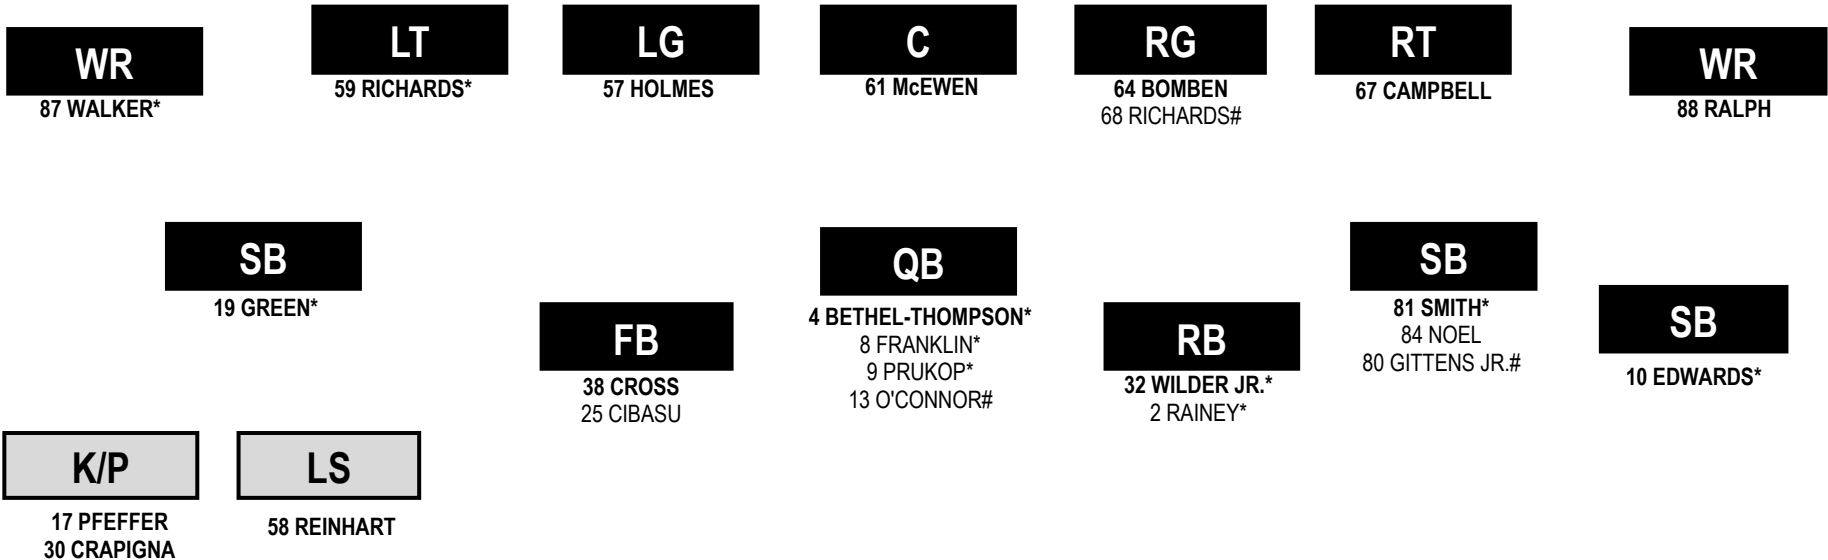 WR
87 WALKER*
LT
59 RICHARDS*
LG
57 HOLMES
C
61 McEWEN
RG
64 BOMBEN
68 RICHARDS#
RT
67 CAMPBELL
WR
88 RALPH
SB
19 GREEN*
FB
38 CROSS
25 CIBASU
QB
4 BETHEL-THOMPSON*
8 FRANKLIN*
9 PRUKOP*
13 O'CONNOR#
RB
32 WILDER JR.*
2 RAINEY*
SB
81 SMITH*
84 NOEL
80 GITTENS JR.#
SB
10 EDWARDS*
K/P
17 PFEFFER
30 CRAPIGNA
LS
58 REINHART